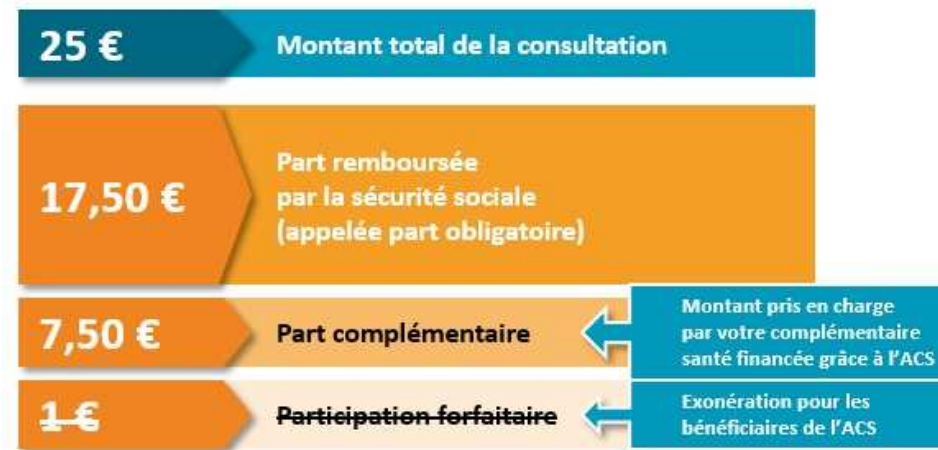 25 €
Montant total de la consultation
17,50 €
Part remboursée
par la sécurité sociale
(appelée part obligatoire)
7,50 €
Part complémentaire
Montant pris en charge
par votre complémentaire
santé financée grâce à l'ACS
1 €
Participation forfaitaire
Exonération pour les
bénéficiaires de l'ACS